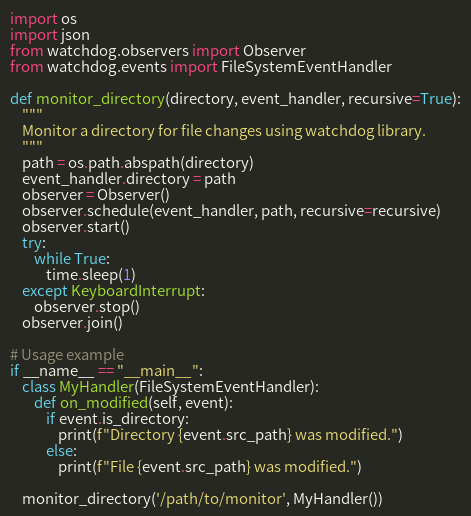 import os
import json
from watchdog.observers import Observer
from watchdog.events import FileSystemEventHandler

def monitor_directory(directory, event_handler, recursive=True):
    """
    Monitor a directory for file changes using watchdog library.
    """
    path = os.path.abspath(directory)
    event_handler.directory = path
    observer = Observer()
    observer.schedule(event_handler, path, recursive=recursive)
    observer.start()
    try:
        while True:
            time.sleep(1)
    except KeyboardInterrupt:
        observer.stop()
    observer.join()

# Usage example
if __name__ == "__main__":
    class MyHandler(FileSystemEventHandler):
        def on_modified(self, event):
            if event.is_directory:
                print(f"Directory {event.src_path} was modified.")
            else:
                print(f"File {event.src_path} was modified.")

    monitor_directory('/path/to/monitor', MyHandler())